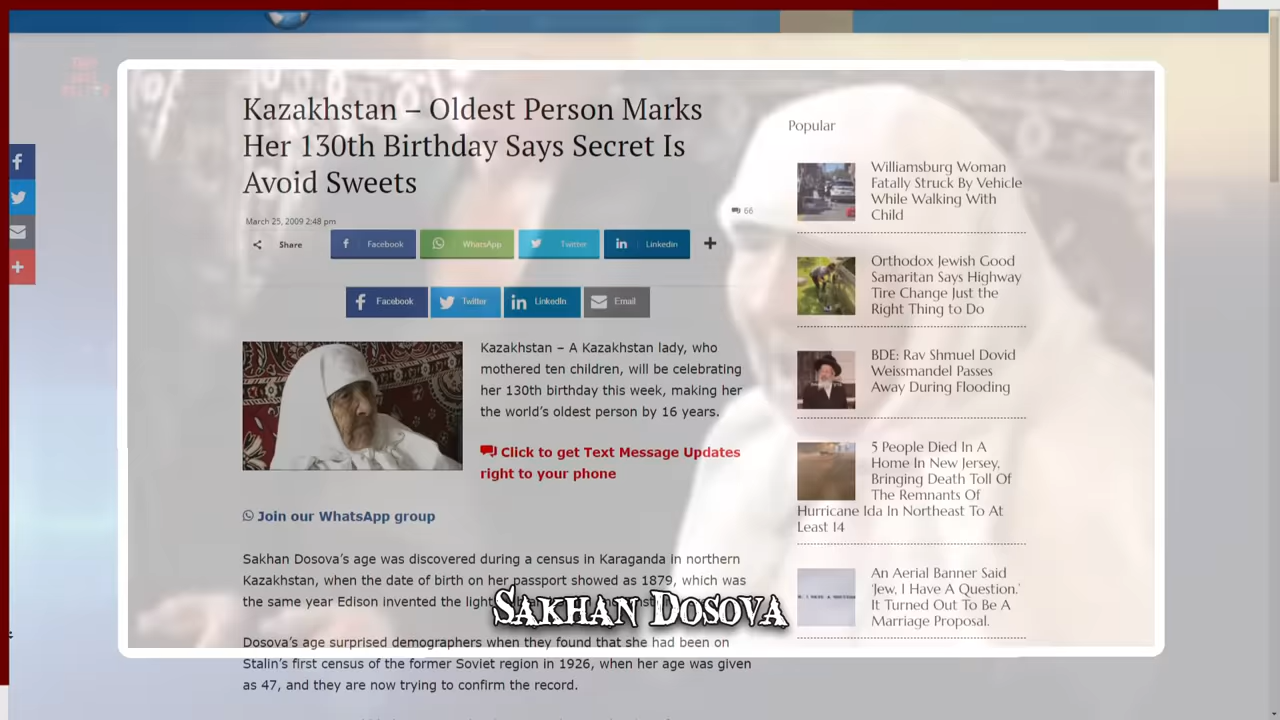 Kazakhstan – Oldest Person Marks
Her 130th Birthday Says Secret Is
Avoid Sweets
March 25, 2009 2:48 pm
66
Share
Facebook
WhatsApp
Twitter
Linkedin
Facebook
Twitter
LinkedIn
Email
Kazakhstan – A Kazakhstan lady, who
mothered ten children, will be celebrating
her 130th birthday this week, making her
the world’s oldest person by 16 years.
Click to get Text Message Updates
right to your phone
Join our WhatsApp group
Sakhan Dosova’s age was discovered during a census in Karaganda in northern
Kazakhstan, when the date of birth on her passport showed as 1879, which was
the same year Edison invented the light
Sakhan Dosova
Dosova’s age surprised demographers when they found that she had been on
Stalin’s first census of the former Soviet region in 1926, when her age was given
as 47, and they are now trying to confirm the record.
Popular
Williamsburg Woman
Fatally Struck By Vehicle
While Walking With
Child
Orthodox Jewish Good
Samaritan Says Highway
Tire Change Just the
Right Thing to Do
BDE: Rav Shmuel Dovid
Weissmandel Passes
Away During Flooding
5 People Died In A
Home In New Jersey,
Bringing Death Toll Of
The Remnants Of
Hurricane Ida In Northeast To At
Least 14
An Aerial Banner Said
‘Jew, I Have A Question.’
It Turned Out To Be A
Marriage Proposal.